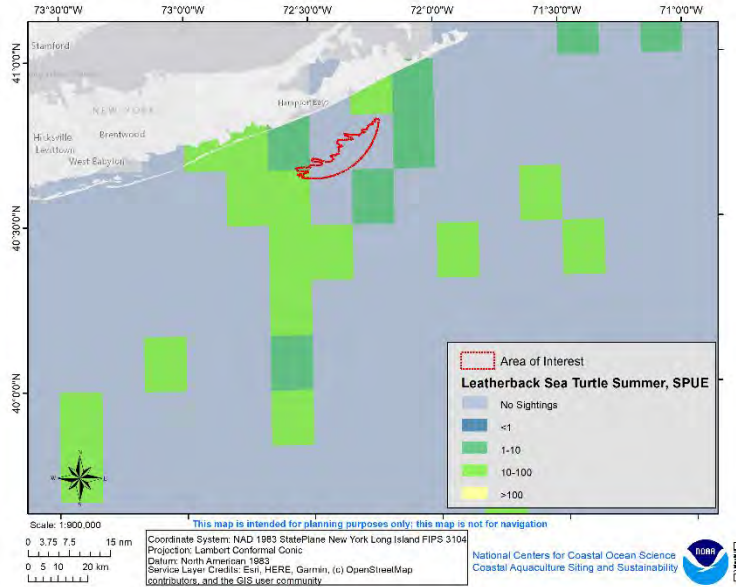 73°30'0"W 73°0'0"W 72°30'0"W 72°0'0"W 71°30'0"W 71°0'0"W
Stamford
41°0'0"N
Hampton Bays
NEW YORK
Hicksville
Brentwood
Levittown
West Babylon
40°30'0"N
40°0'0"N
Area of Interest
Leatherback Sea Turtle Summer, SPUE
No Sightings
<1
1-10
10-100
>100
N
W E
S
Scale: 1:900,000
This map is intended for planning purposes only; this map is not for navigation
0 3.75 7.5 15 nm
0 5 10 20 km
Coordinate System: NAD 1983 StatePlane New York Long Island FIPS 3104
Projection: Lambert Conformal Conic
Datum: North American 1983
Service Layer Credits: Esri, HERE, Garmin, (c) OpenStreetMap
contributors, and the GIS user community
National Centers for Coastal Ocean Science
Coastal Aquaculture Siting and Sustainability
NOAA